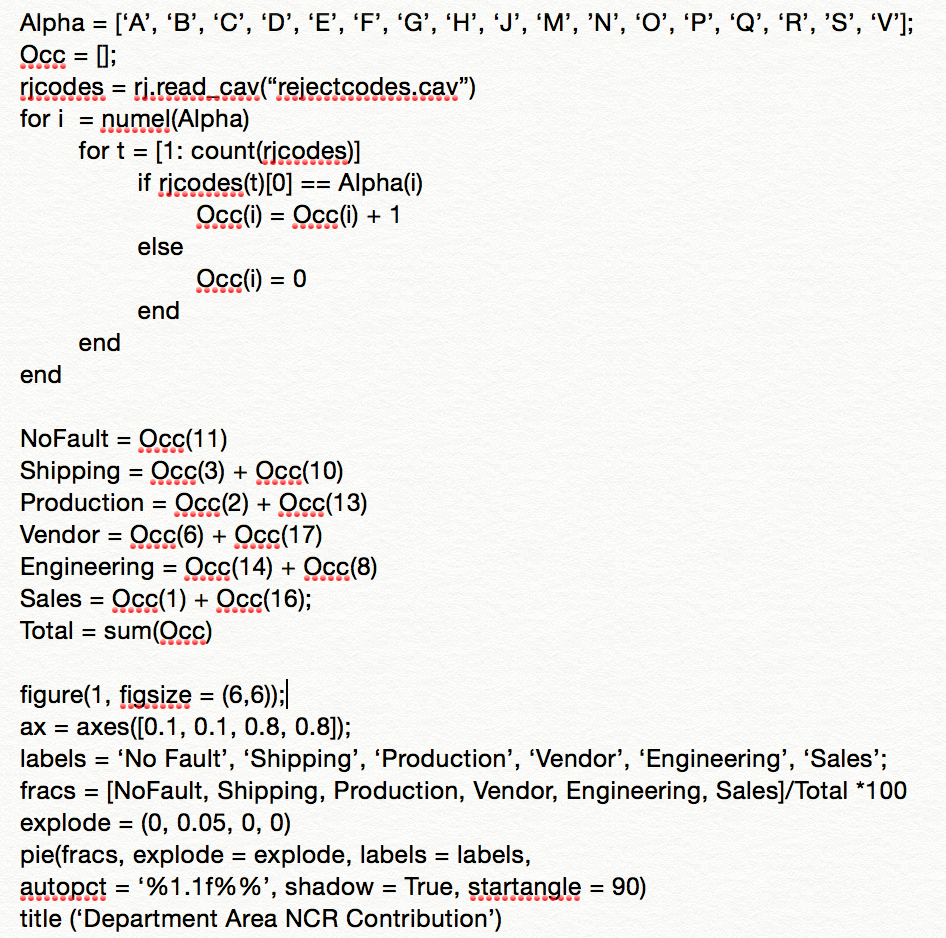 Alpha = [‘A’, ‘B’, ‘C’, ‘D’, ‘E’, ‘F’, ‘G’, ‘H’, ‘J’, ‘M’, ’N’, ‘O’, ‘P’, ‘Q’, ‘R’, ’S’, ‘V’];
Occ = [];
rjcodes = rj.read_cav(“rejectcodes.cav”)
for i  = numel(Alpha)
for t = [1: count(rjcodes)]
if rjcodes(t)[0] == Alpha(i)
Occ(i) = Occ(i) + 1
else
Occ(i) = 0
end
end
end
NoFault = Occ(11)
Shipping = Occ(3) + Occ(10)
Production = Occ(2) + Occ(13)
Vendor = Occ(6) + Occ(17)
Engineering = Occ(14) + Occ(8)
Sales = Occ(1) + Occ(16);
Total = sum(Occ)
figure(1, figsize = (6,6));
ax = axes([0.1, 0.1, 0.8, 0.8]);
labels = ‘No Fault’, ‘Shipping’, ‘Production’, ‘Vendor’, ‘Engineering’, ‘Sales’;
fracs = [NoFault, Shipping, Production, Vendor, Engineering, Sales]/Total *100
explode = (0, 0.05, 0, 0)
pie(fracs, explode = explode, labels = labels,
autopct = ‘%1.1f%%’, shadow = True, startangle = 90)
title (‘Department Area NCR Contribution’)